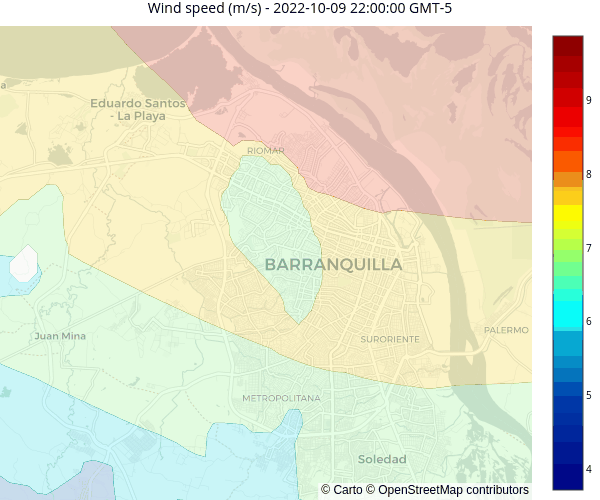 Wind speed (m/s) - 2022-10-09 22:00:00 GMT-5
a
Eduardo Santos
- La Playa
RIOMAR
BARRANQUILLA
Juan Mina
SURORIENTE
PALERMO
METROPOLITANA
Soledad
© Carto © OpenStreetMap contributors
9
8
7
6
5
4